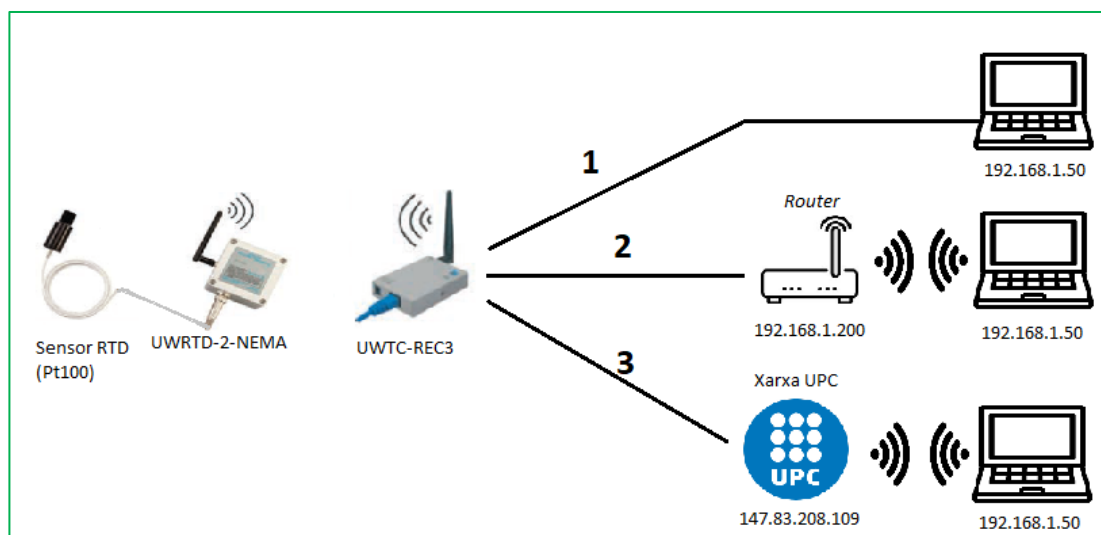 1
192.168.1.50
Router
2
192.168.1.200
192.168.1.50
Sensor RTD
(Pt100)
UWRTD-2-NEMA
UWTC-REC3
3
Xarxa UPC
UPC
147.83.208.109
192.168.1.50